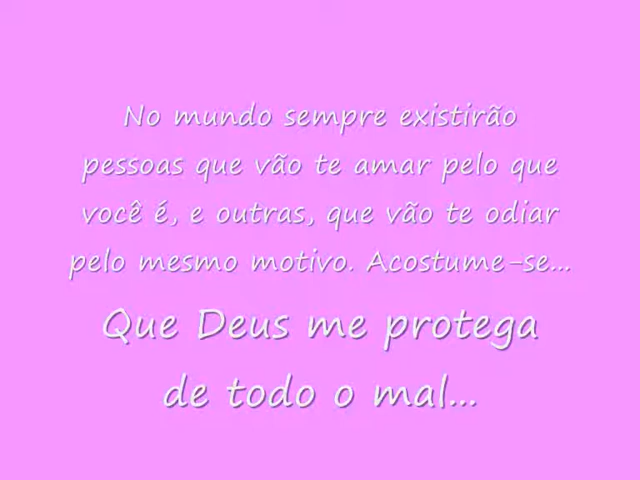 No mundo sempre existirão
pessoas que vão te amar pelo que
você é, e outras, que vão te odiar
pelo mesmo motivo. Acostume-se...
Que Deus me protega
de todo o mal...